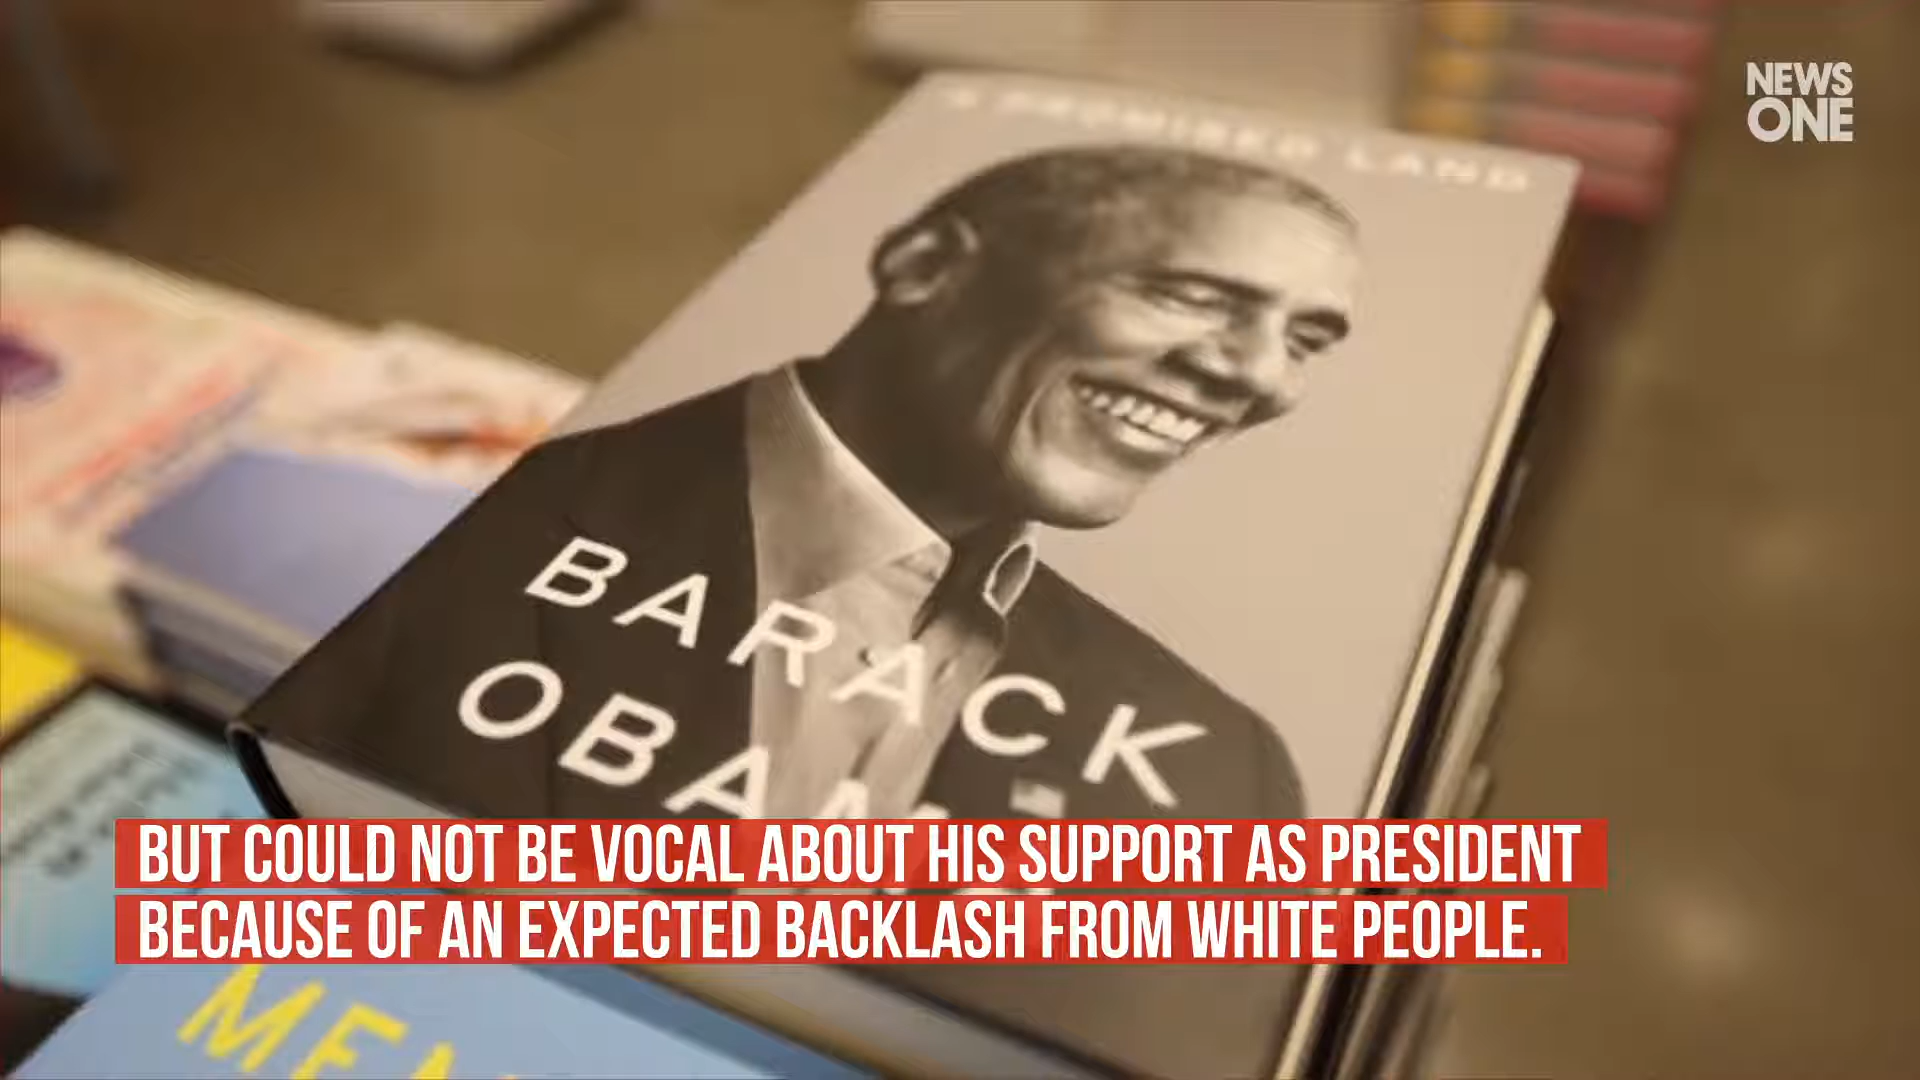 NEWS
ONE
A PROMISED LAND
BARACK
BUT COULD NOT BE VOCAL ABOUT HIS SUPPORT AS PRESIDENT
BECAUSE OF AN EXPECTED BACKLASH FROM WHITE PEOPLE.